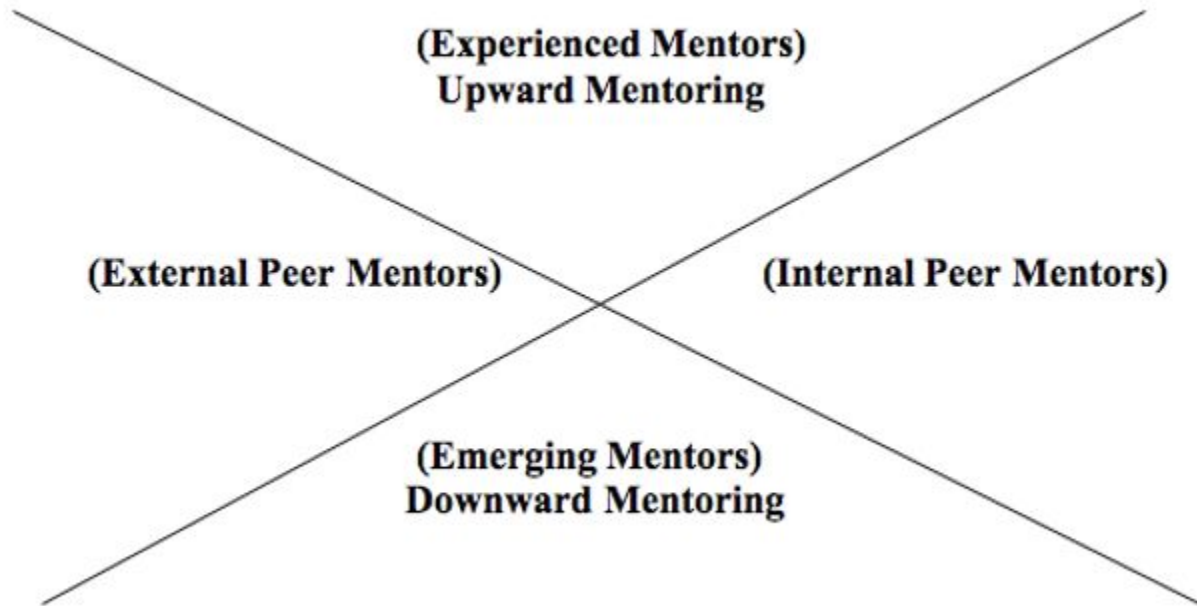 (Experienced Mentors)
Upward Mentoring
(External Peer Mentors)
(Internal Peer Mentors)
(Emerging Mentors)
Downward Mentoring